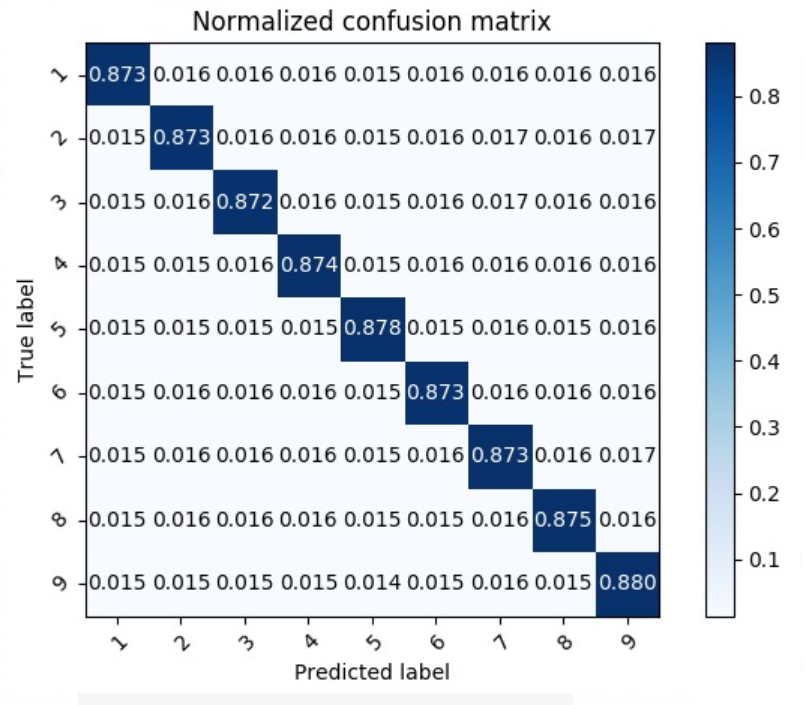 Normalized confusion matrix
1 0.873 0.016 0.016 0.016 0.015 0.016 0.016 0.016 0.016
2 0.015 0.873 0.016 0.016 0.015 0.016 0.017 0.016 0.017
3 0.015 0.016 0.872 0.016 0.015 0.016 0.017 0.016 0.016
4 0.015 0.015 0.016 0.874 0.015 0.016 0.016 0.016 0.016
5 0.015 0.015 0.015 0.015 0.878 0.015 0.016 0.015 0.016
6 0.015 0.016 0.016 0.016 0.015 0.873 0.016 0.016 0.016
7 0.015 0.016 0.016 0.016 0.015 0.016 0.873 0.016 0.017
8 0.015 0.016 0.016 0.016 0.015 0.015 0.016 0.875 0.016
9 0.015 0.015 0.015 0.015 0.014 0.015 0.016 0.015 0.880
1 2 3 4 5 6 7 8 9
True label
Predicted label
0.8
0.7
0.6
0.5
0.4
0.3
0.2
0.1